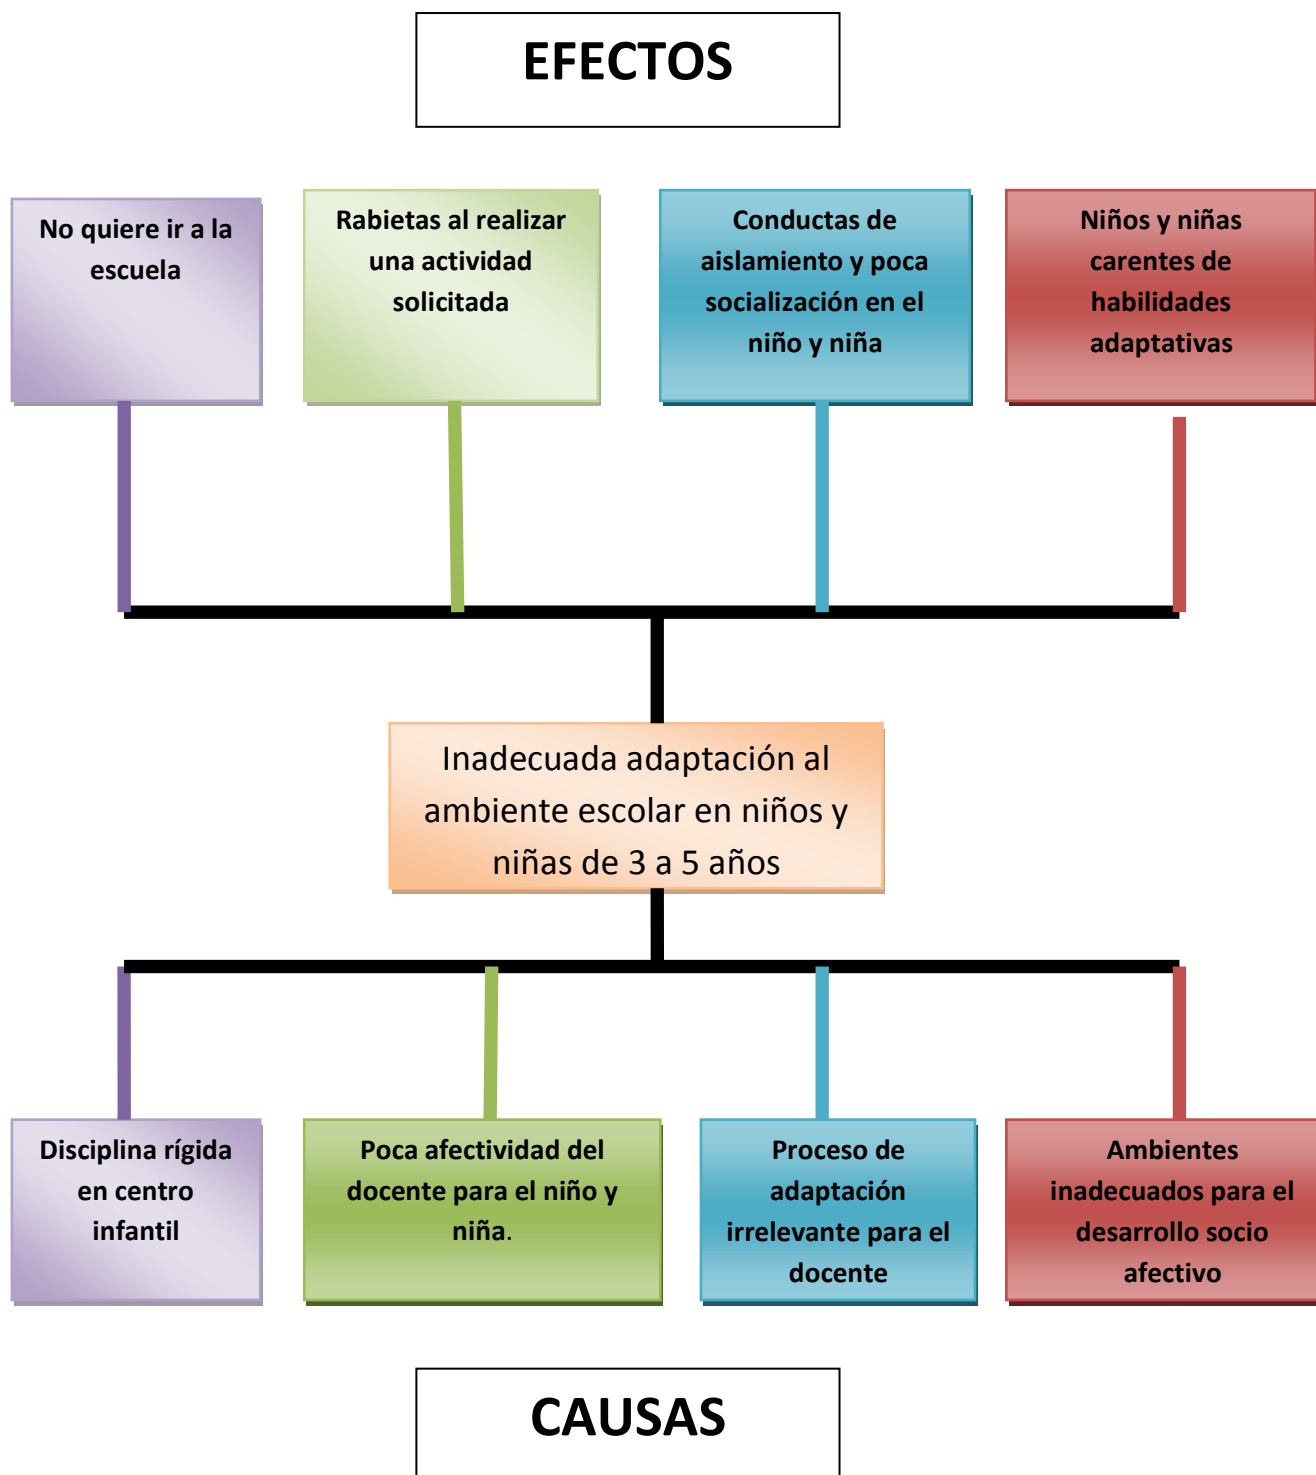 EFECTOS
No quiere ir a la
escuela
Rabietas al realizar
una actividad
solicitada
Conductas de
aislamiento y poca
socialización en el
niño y niña
Niños y niñas
carentes de
habilidades
adaptativas
Inadecuada adaptación al
ambiente escolar en niños y
niñas de 3 a 5 años
Disciplina rígida
en centro
infantil
Poca afectividad del
docente para el niño y
niña.
Proceso de
adaptación
irrelevante para el
docente
Ambientes
inadecuados para el
desarrollo socio
afectivo
CAUSAS